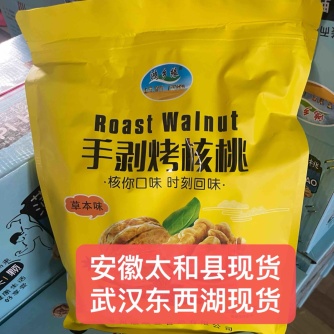 Roast Walnut
手剥烤核桃
·核你口味 时刻回味·
草本味
安徽太和县现货
武汉东西湖现货